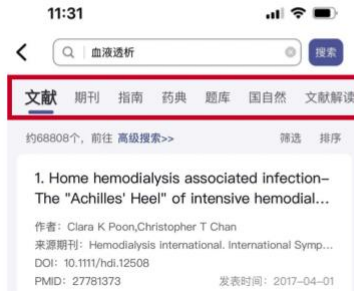 11:31
血液透析 搜索
文献 期刊 指南 药典 题库 国自然 文献解读
约68808个，前往 高级搜索>> 筛选 排序
1. Home hemodialysis associated infection–
The "Achilles' Heel" of intensive hemodial...
作者：Clara K Poon,Christopher T Chan
来源期刊：Hemodialysis international. International Symp...
DOI: 10.1111/hdi.12508
PMID: 27781373 发表时间：2017-04-01